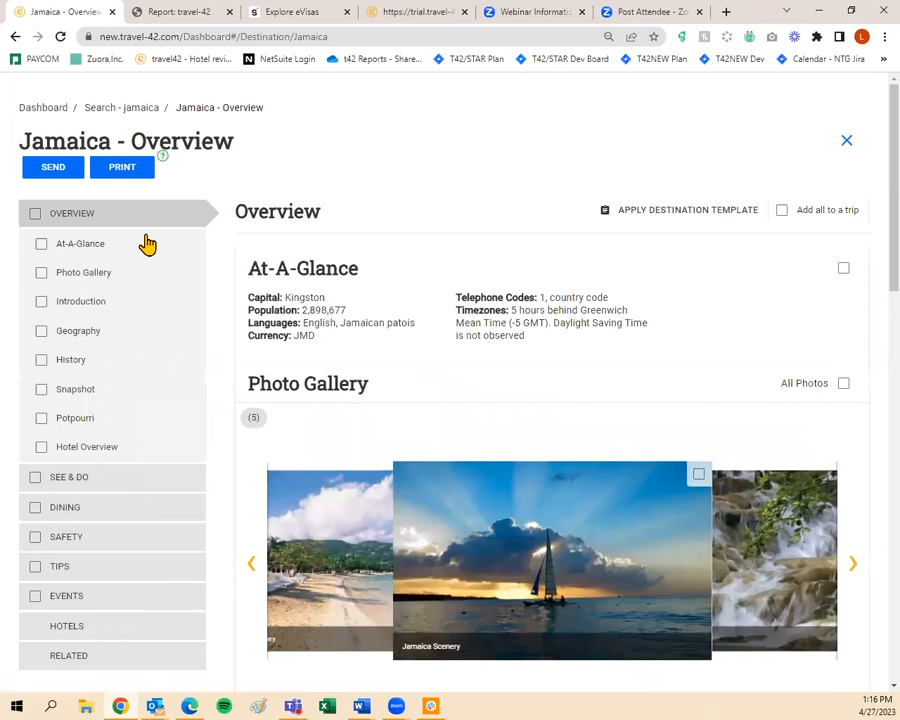 Jamaica - Overview
Report: travel-42
Explore eVisas
https://trial.travel-4
Webinar Informatic
Post Attendee - Zo
new.travel-42.com/Dashboard#/Destination/Jamaica
PAYCOM
Zuora,Inc.
travel42 - Hotel revi...
NetSuite Login
t42 Reports - Share...
T42/STAR Plan
T42/STAR Dev Board
T42NEW Plan
T42NEW Dev
Calendar - NTG Jira
»
Dashboard / Search - jamaica / Jamaica - Overview
Jamaica - Overview
SEND
PRINT
?
OVERVIEW
At-A-Glance
Photo Gallery
Introduction
Geography
History
Snapshot
Potpourri
Hotel Overview
SEE & DO
DINING
SAFETY
TIPS
EVENTS
HOTELS
RELATED
Overview
APPLY DESTINATION TEMPLATE
Add all to a trip
At-A-Glance
Capital: Kingston
Population: 2,898,677
Languages: English, Jamaican patois
Currency: JMD
Telephone Codes: 1, country code
Timezones: 5 hours behind Greenwich
Mean Time (-5 GMT). Daylight Saving Time
is not observed
Photo Gallery
All Photos
(5)
Jamaica Scenery
1:16 PM
4/27/2023